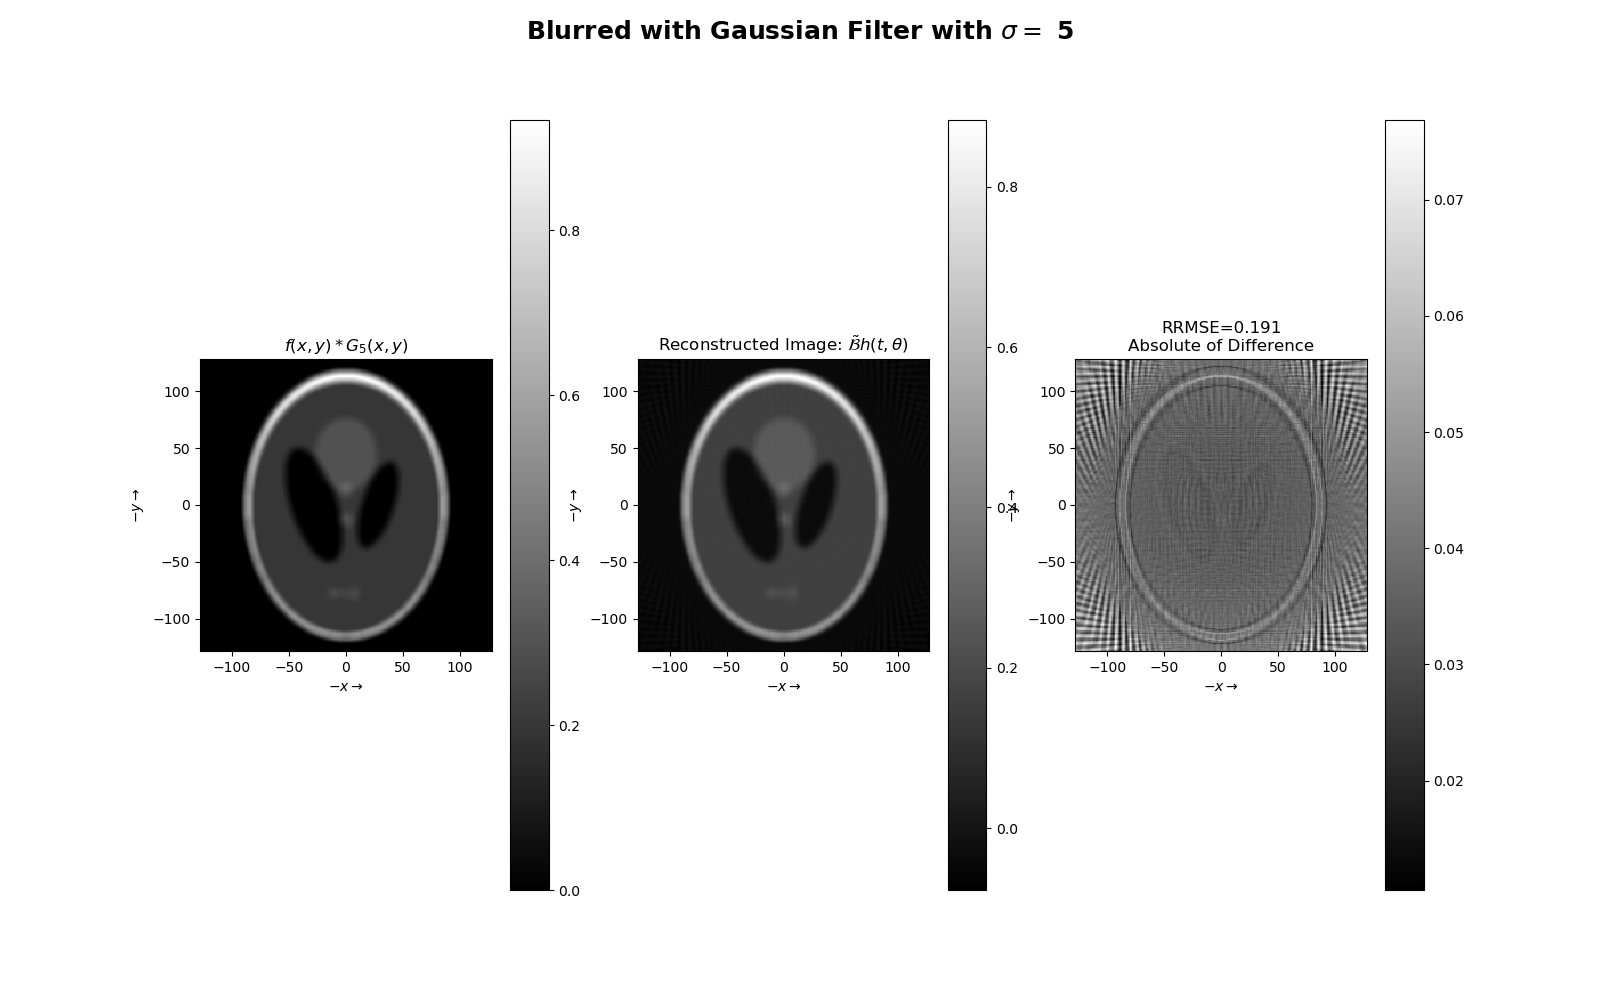 Blurred with Gaussian Filter with σ = 5
f(x, y) * G₅(x, y)
100
50
0
−50
−100
−y→
−100 −50 0 50 100
−x→
0.8
0.6
0.4
0.2
0.0
Reconstructed Image: ℬ̃h(t, θ)
100
50
0
−50
−100
−y→
−100 −50 0 50 100
−x→
0.8
0.6
0.4
0.2
0.0
RRMSE=0.191
Absolute of Difference
100
50
0
−50
−100
−y→
−100 −50 0 50 100
−x→
0.07
0.06
0.05
0.04
0.03
0.02